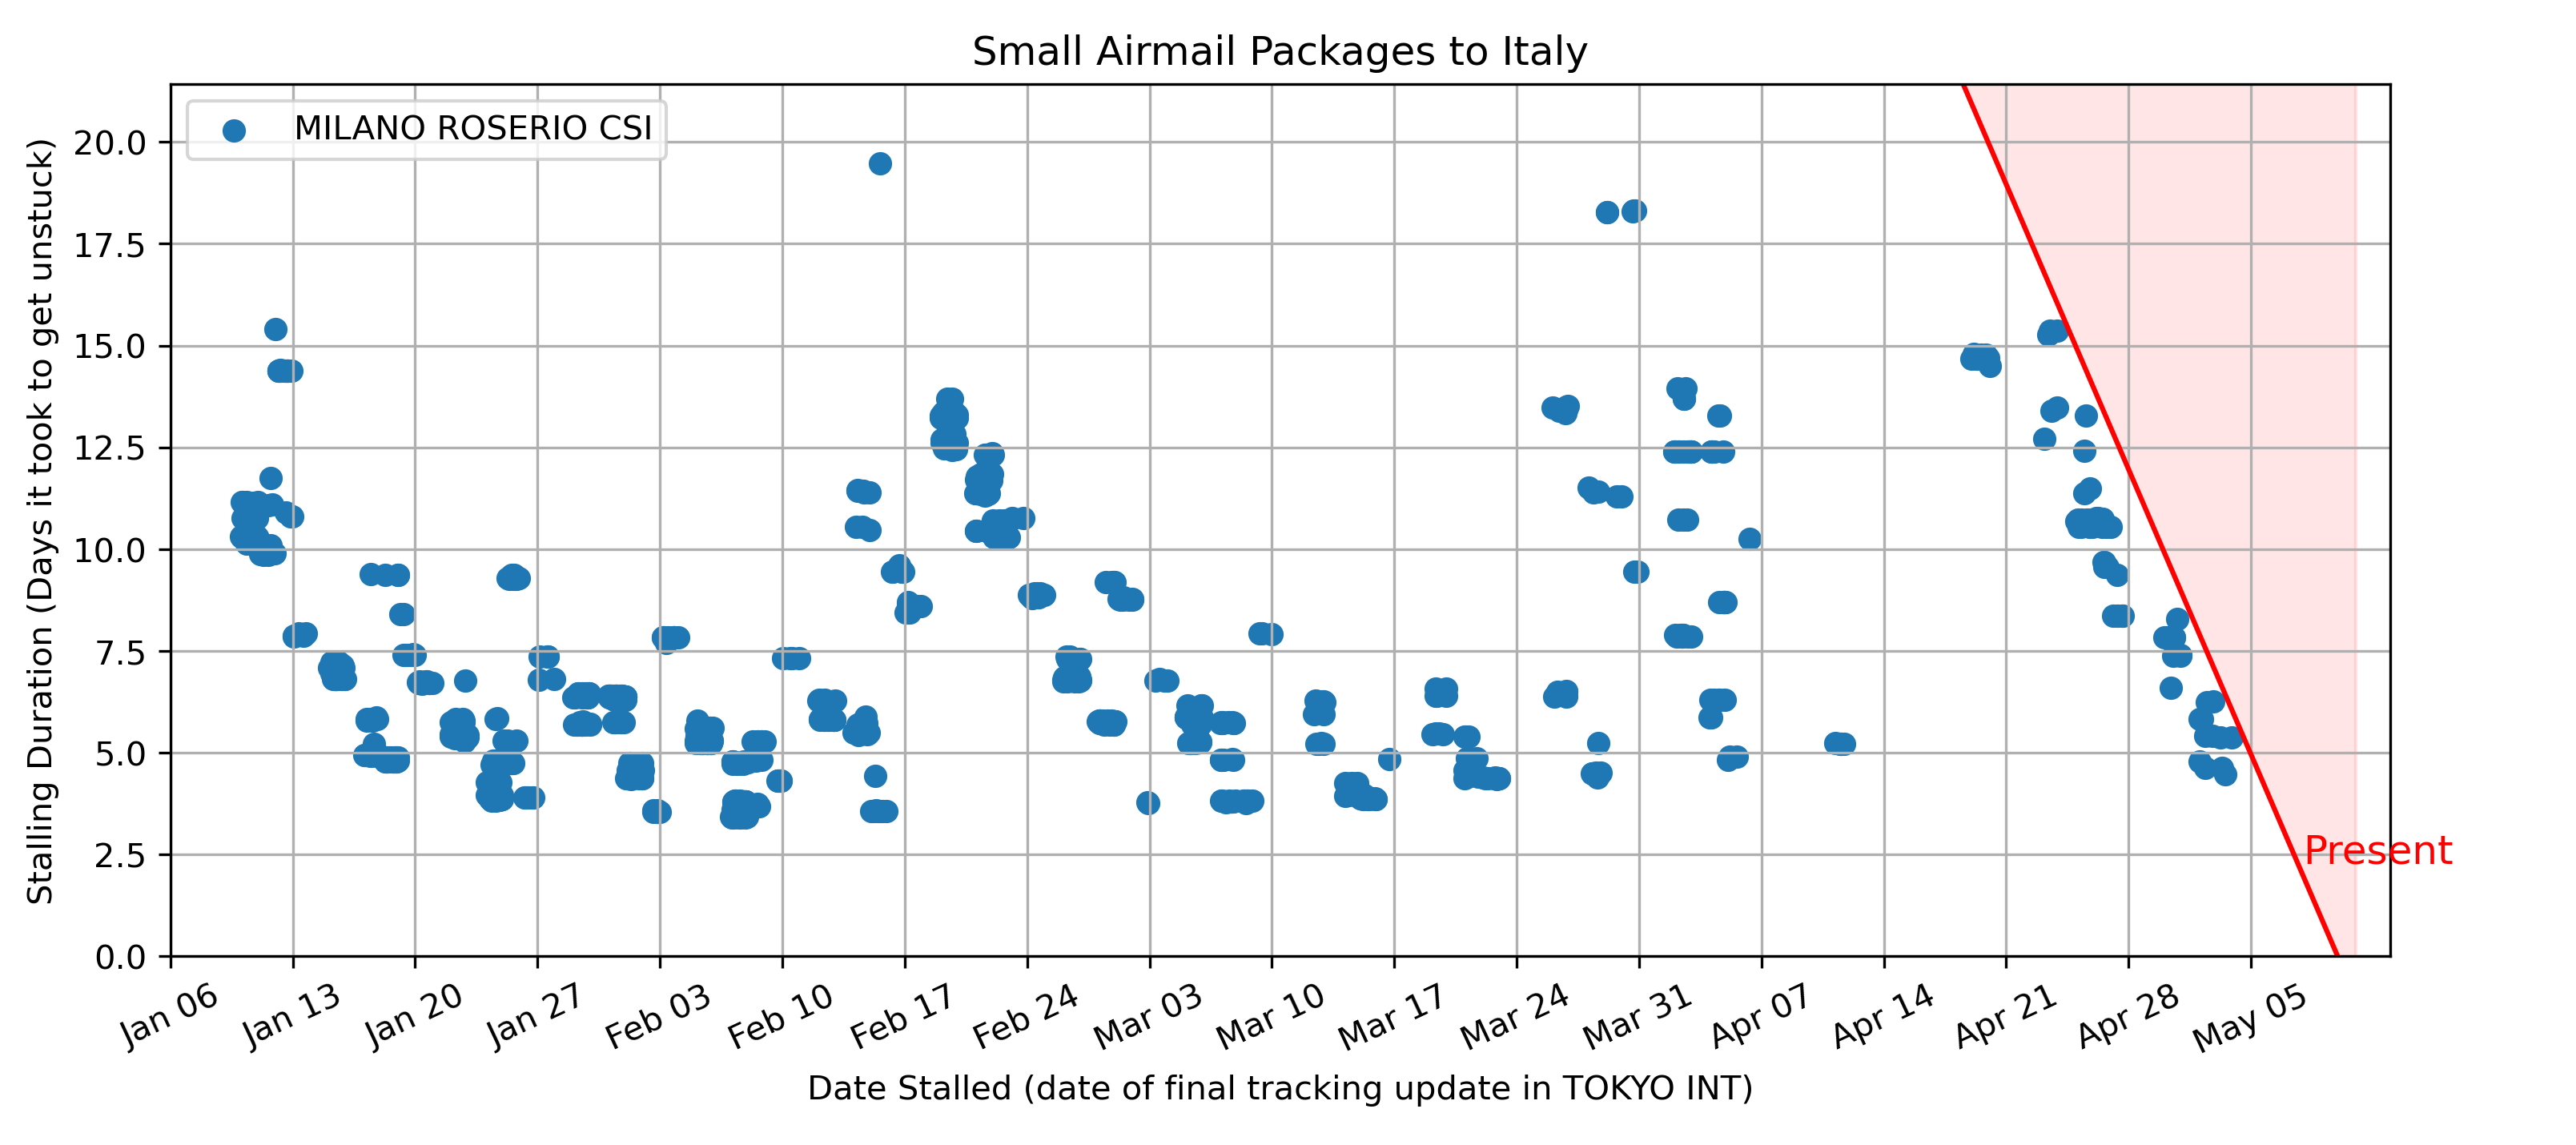 Small Airmail Packages to Italy
MILANO ROSERIO CSI
Stalling Duration (Days it took to get unstuck)
20.0
17.5
15.0
12.5
10.0
7.5
5.0
2.5
0.0
Present
Jan 06
Jan 13
Jan 20
Jan 27
Feb 03
Feb 10
Feb 17
Feb 24
Mar 03
Mar 10
Mar 17
Mar 24
Mar 31
Apr 07
Apr 14
Apr 21
Apr 28
May 05
Date Stalled (date of final tracking update in TOKYO INT)